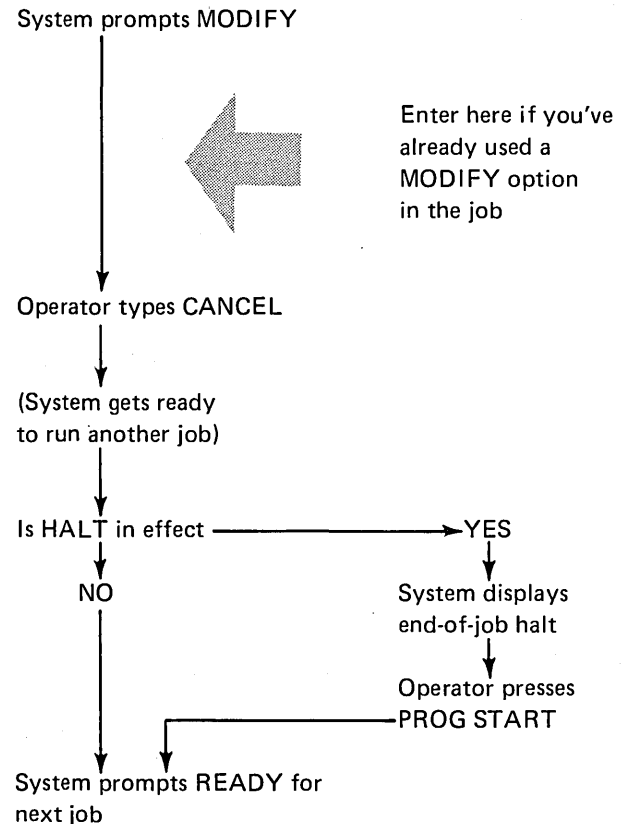 System prompts MODIFY
Enter here if you've
already used a
MODIFY option
in the job
Operator types CANCEL
(System gets ready
to run another job)
Is HALT in effect
YES
NO
System displays
end-of-job halt
Operator presses
PROG START
System prompts READY for
next job